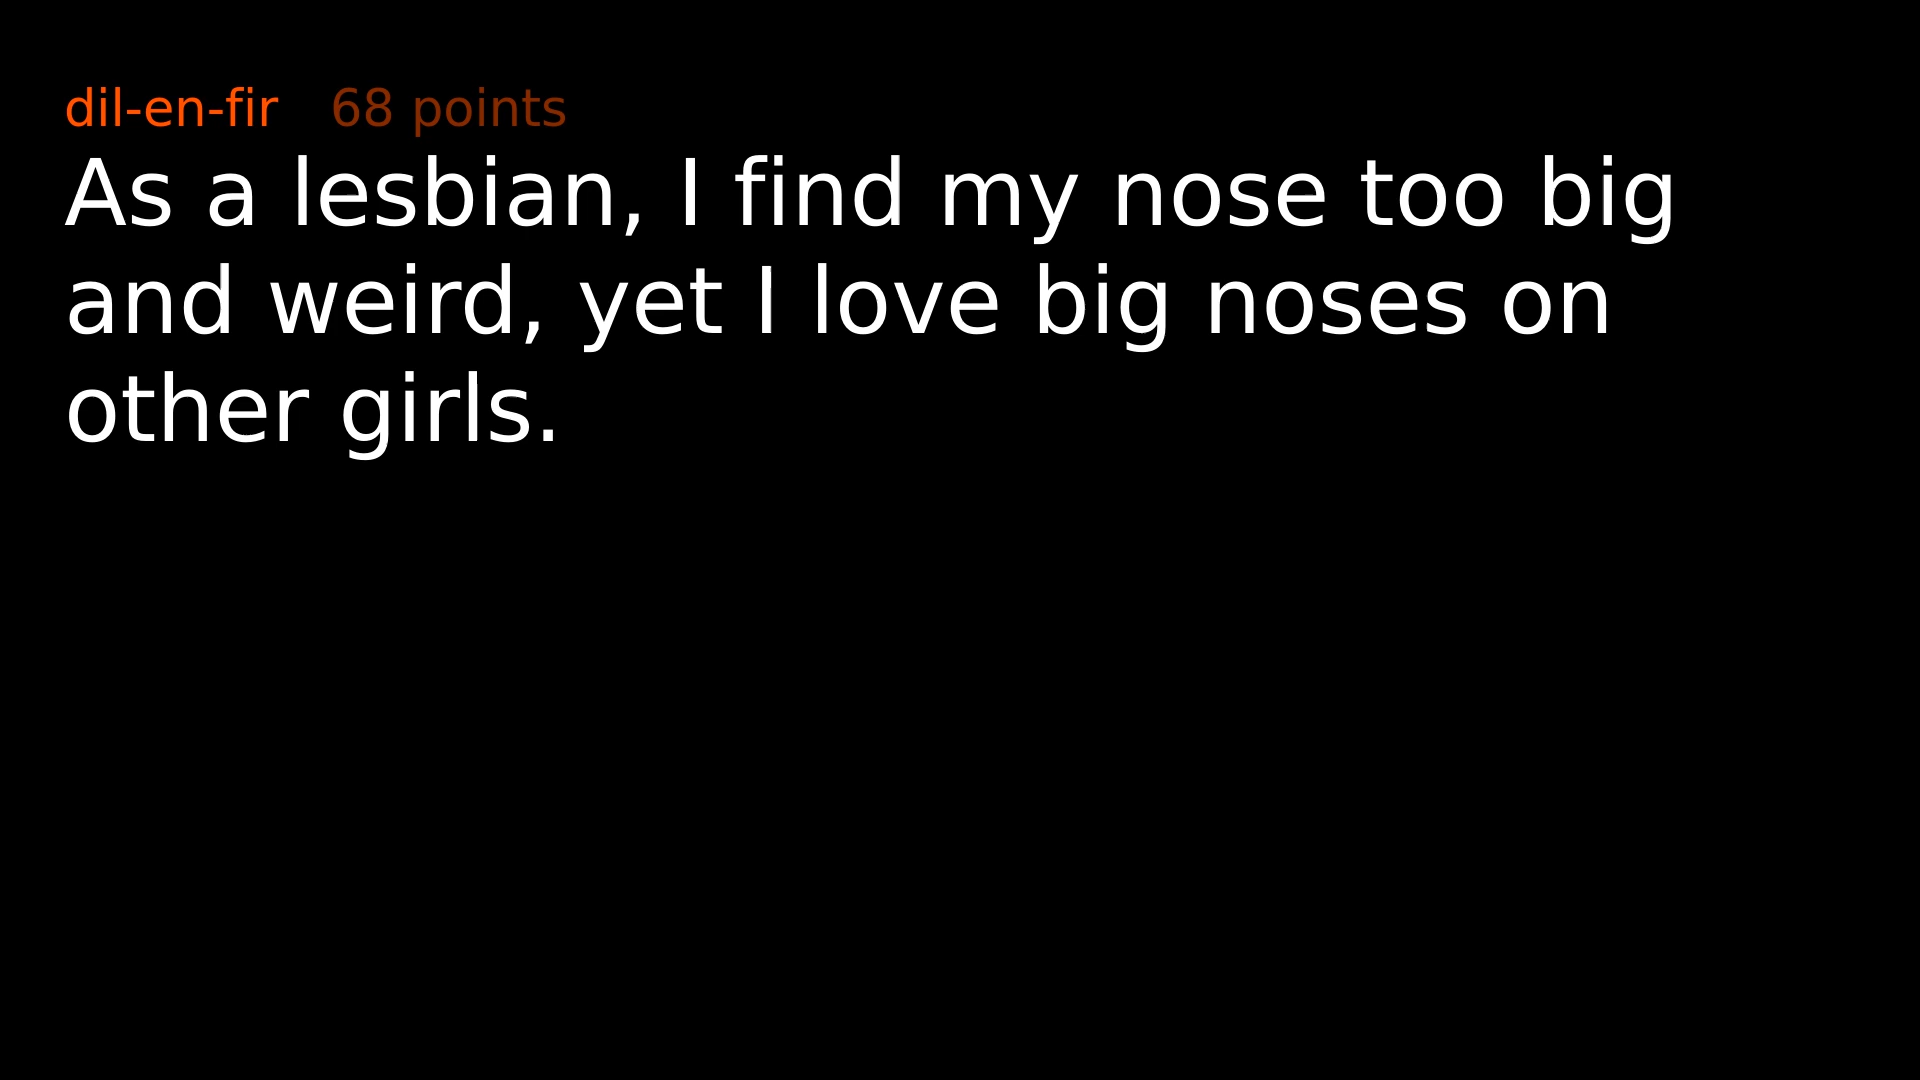 dil-en-fir 68 points
As a lesbian, I find my nose too big
and weird, yet I love big noses on
other girls.